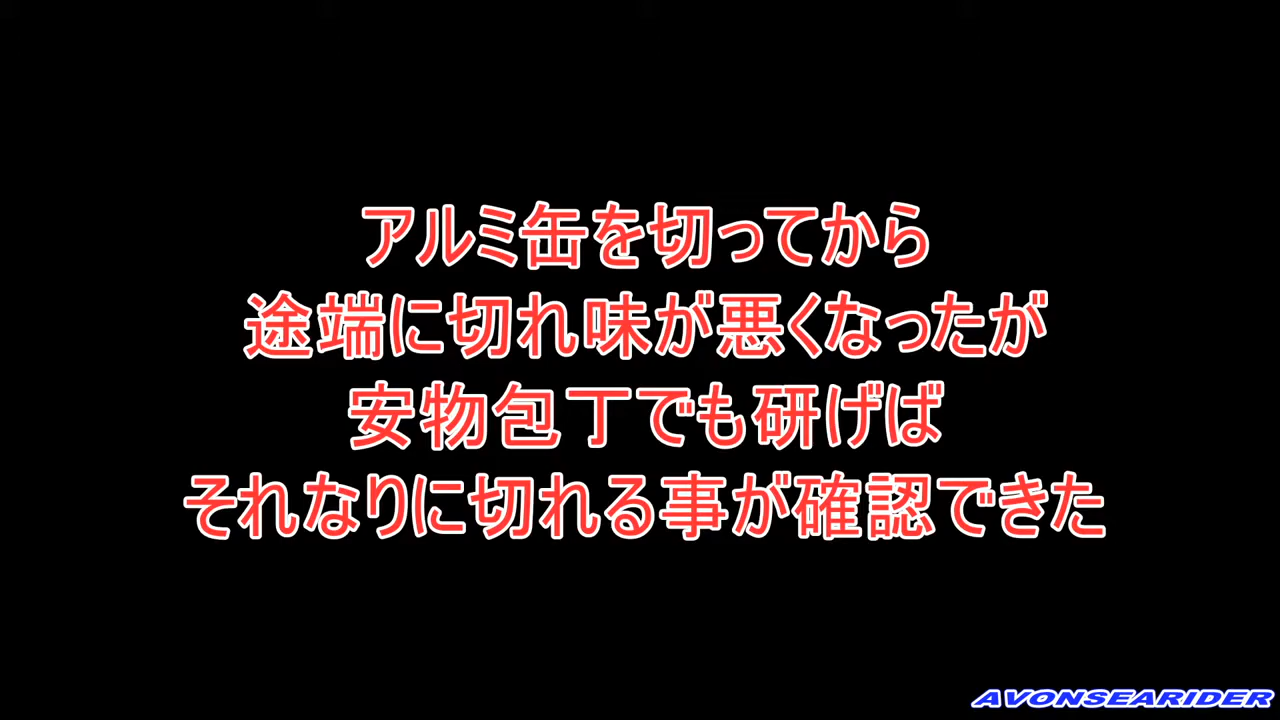 アルミ缶を切ってから
途端に切れ味が悪くなったが
安物包丁でも研げば
それなりに切れる事が確認できた
AVONSEARIDER